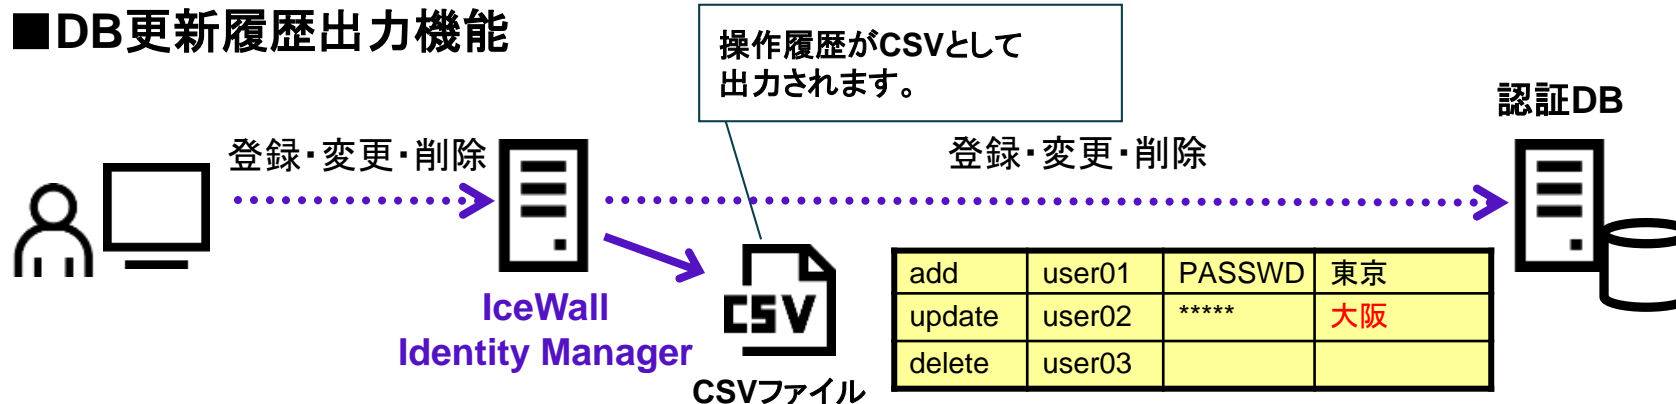 ■DB更新履歴出力機能
操作履歴がCSVとして
出力されます。
認証DB
登録・変更・削除
登録・変更・削除
IceWall
Identity Manager
CSV
CSVファイル
add user01 PASSWD 東京
update user02 ***** 大阪
delete user03